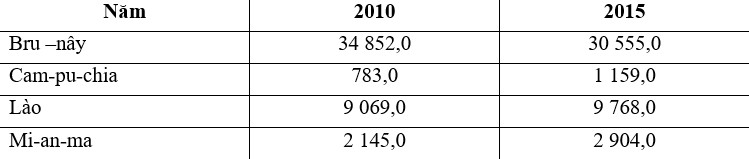 Năm 2010 2015
Bru –nây 34 852,0 30 555,0
Cam-pu-chia 783,0 1 159,0
Lào 9 069,0 9 768,0
Mi-an-ma 2 145,0 2 904,0